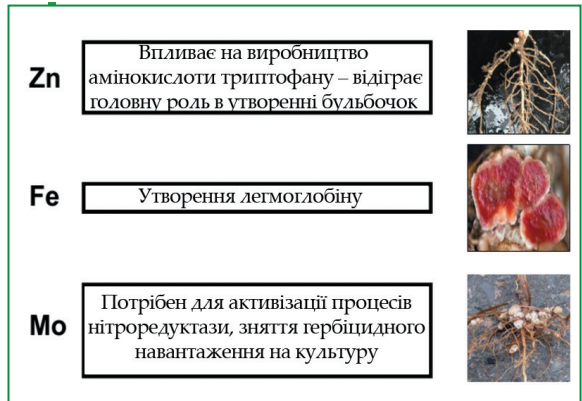 Zn
Впливає на виробництво
амінокислоти триптофану – відіграє
головну роль в утворенні бульбочок
Fe
Утворення легмоглобіну
Mo
Потрібен для активізації процесів
нітроредуктази, зняття гербіцидного
навантаження на культуру